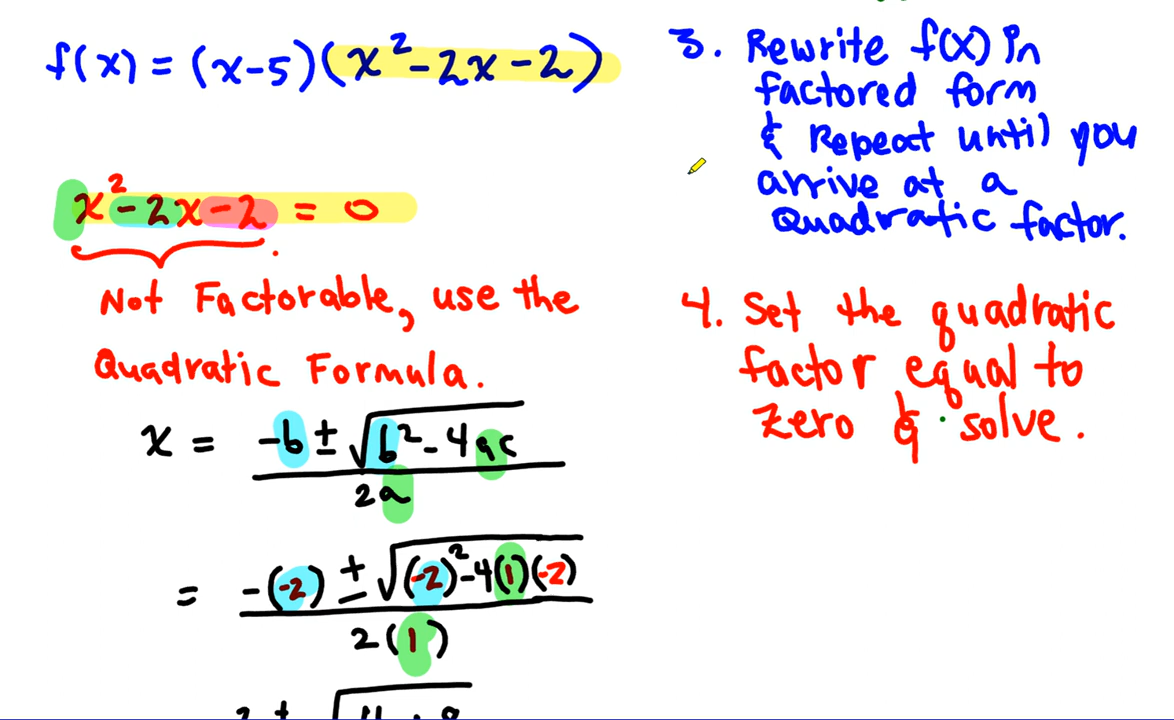 f(x) = (x-5)(x² - 2x - 2)
x² - 2x - 2 = 0
Not Factorable, use the
Quadratic Formula.
x = -b ± √(b² - 4ac)
2a
= -(-2) ± √((-2)² - 4(1)(-2))
2(1)
2 ±
3. Rewrite f(x) in
factored form
& Repeat until you
arrive at a
Quadratic factor.
4. Set the quadratic
factor equal to
zero & solve.